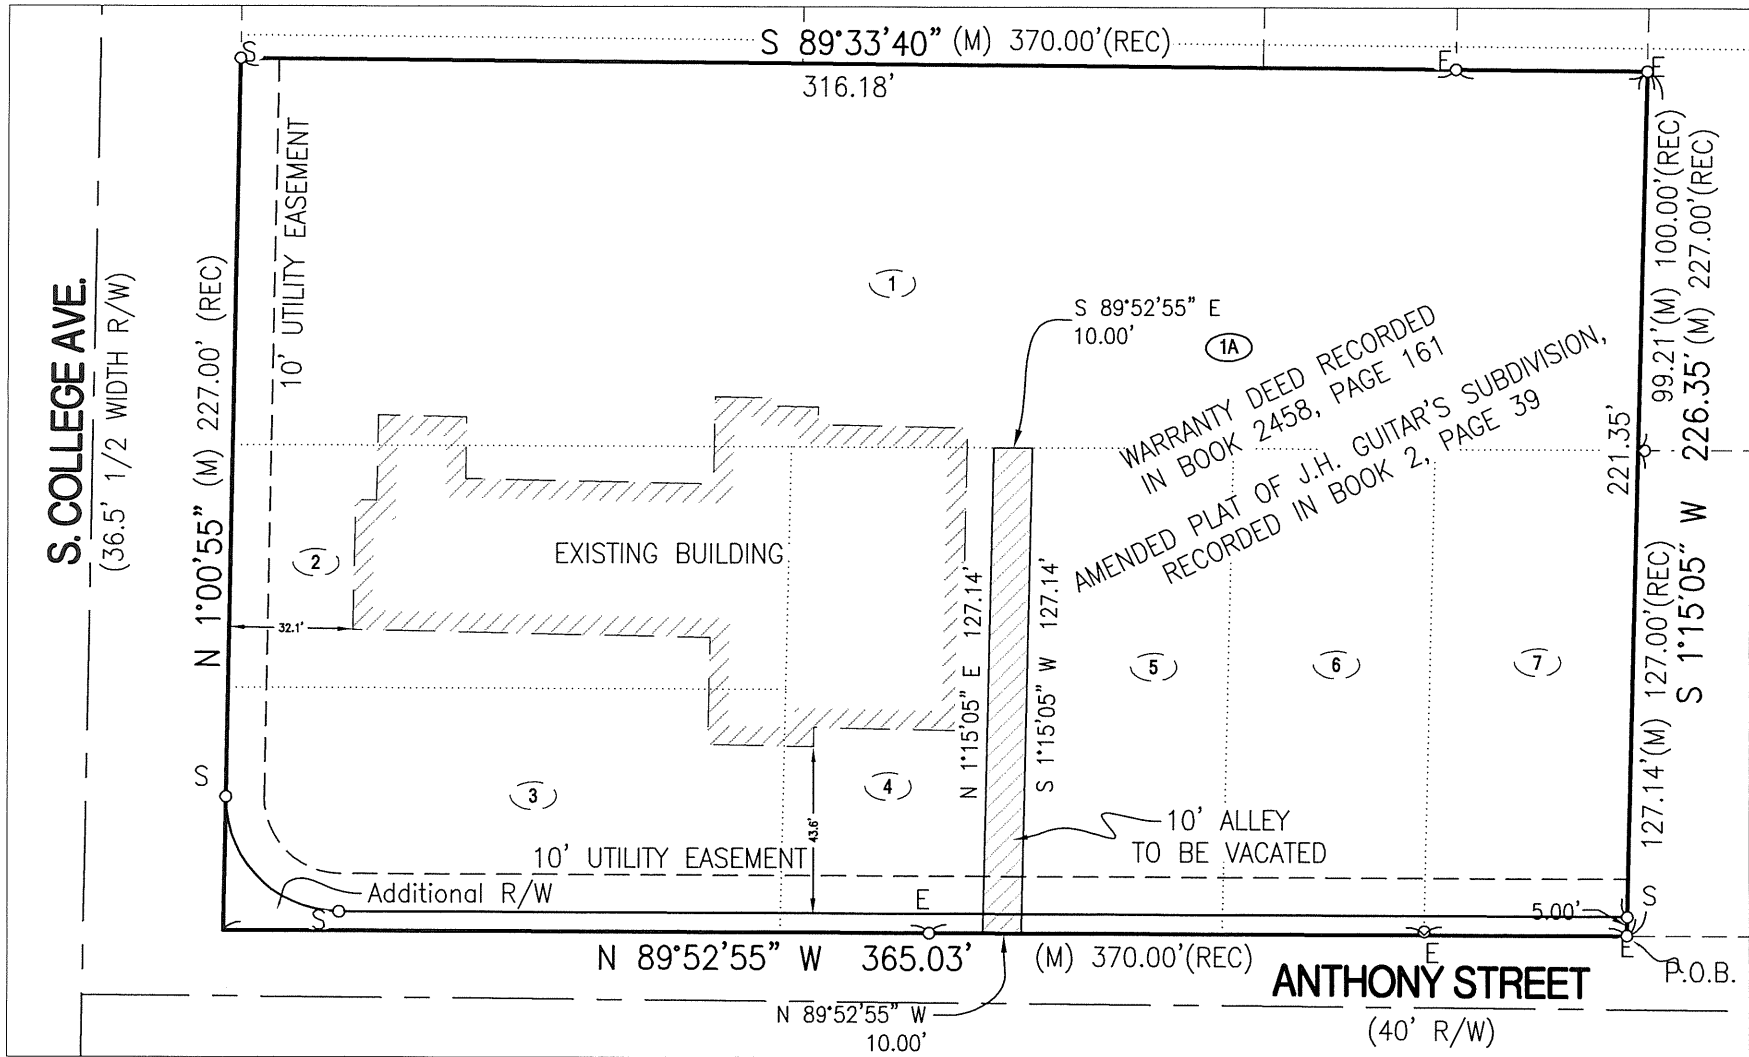 S 89°33'40" (M) 370.00'(REC)
S
E
E
316.18'
10' UTILITY EASEMENT
S. COLLEGE AVE.
(36.5' 1/2 WIDTH R/W)
N 1°00'55" (M) 227.00' (REC)
1
S 89°52'55" E
10.00'
1A
WARRANTY DEED RECORDED
IN BOOK 2458, PAGE 161
AMENDED PLAT OF J.H. GUITAR'S SUBDIVISION,
RECORDED IN BOOK 2, PAGE 39
99.21'(M) 100.00'(REC)
S 1°15'05" W 226.35' (M) 227.00'(REC)
221.35'
127.14'(M) 127.00'(REC)
2
EXISTING BUILDING
32.1'
N 1°15'05" E 127.14'
S 1°15'05" W 127.14'
5
6
7
S
3
4
43.6'
10' ALLEY
TO BE VACATED
10' UTILITY EASEMENT
Additional R/W
S
E
S
5.00'
E
E
P.O.B.
N 89°52'55" W 365.03' (M) 370.00'(REC)
ANTHONY STREET
(40' R/W)
N 89°52'55" W
10.00'